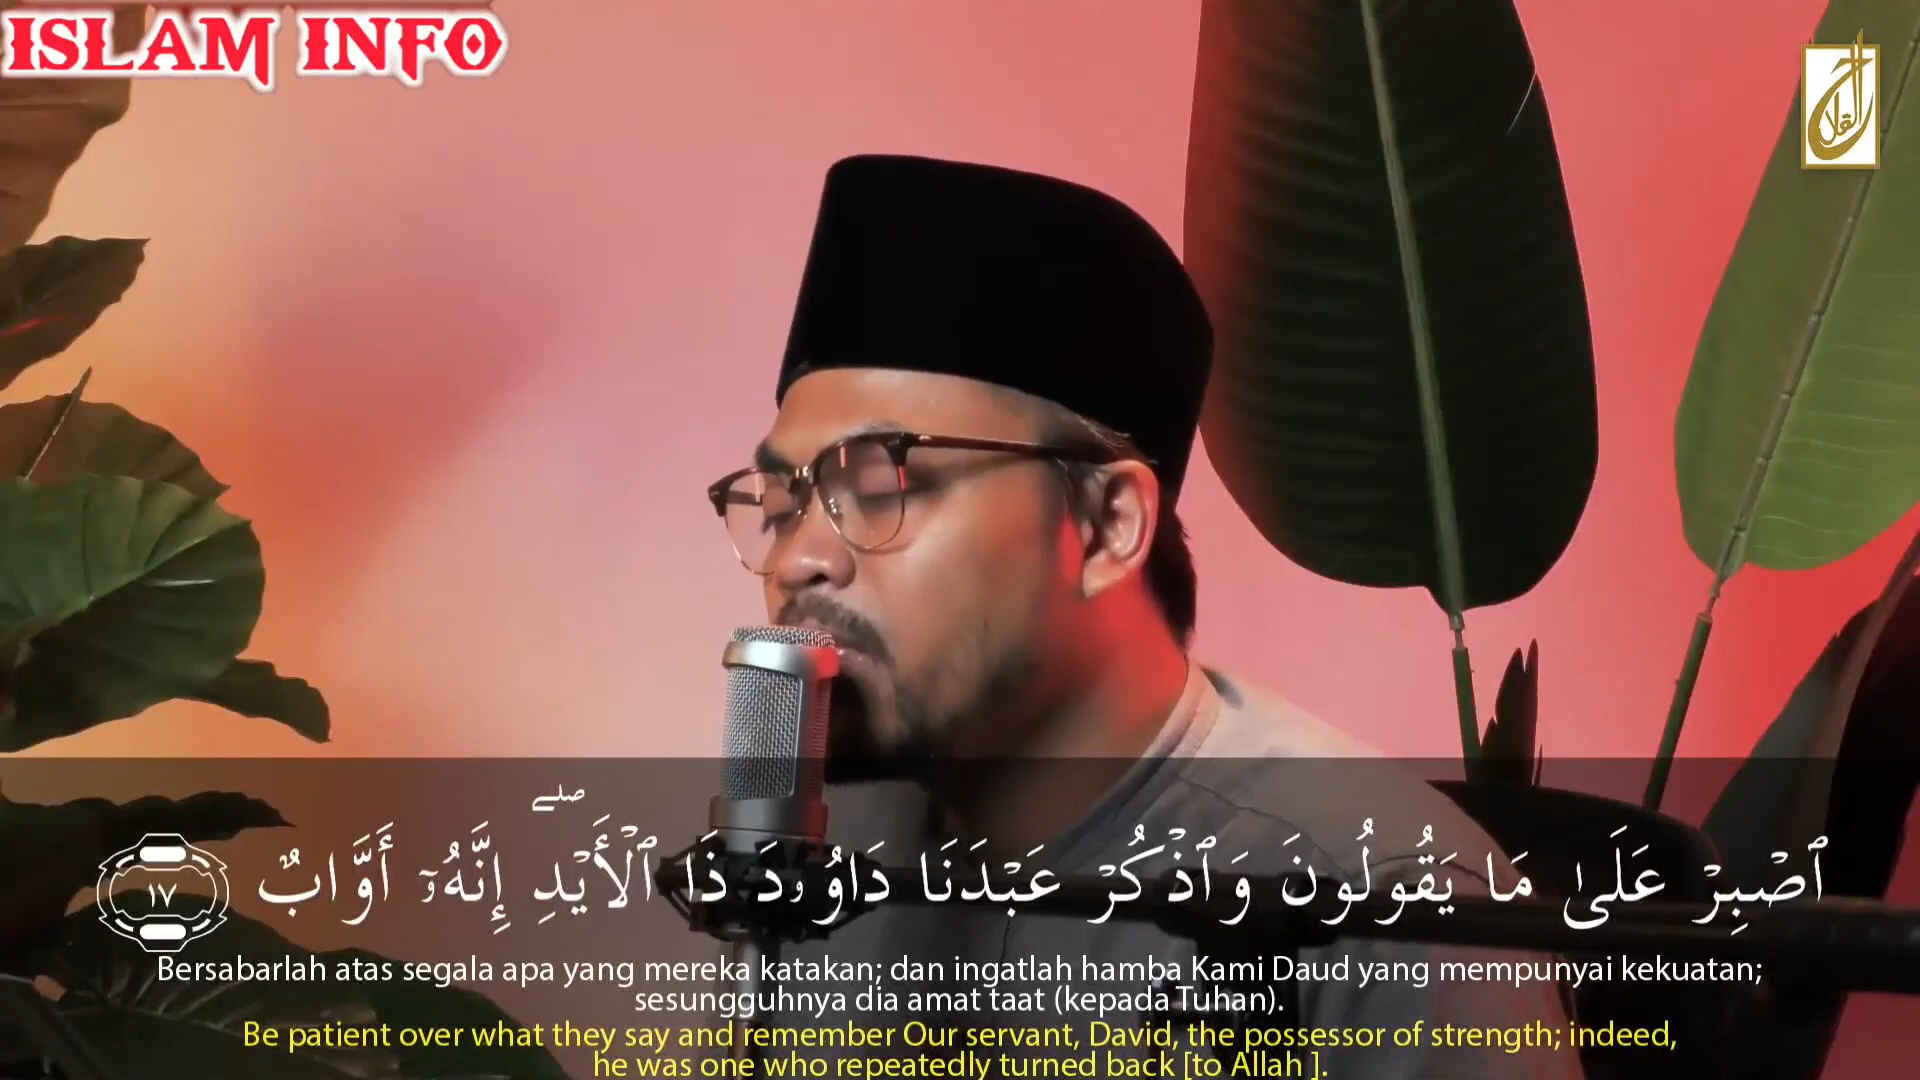 ISLAM INFO
ٱصْبِرْ عَلَىٰ مَا يَقُولُونَ وَٱذْكُرْ عَبْدَنَا دَاوُۥدَ ذَا ٱلْأَيْدِ ۖ إِنَّهُۥٓ أَوَّابٌ ١٧
Bersabarlah atas segala apa yang mereka katakan; dan ingatlah hamba Kami Daud yang mempunyai kekuatan;
sesungguhnya dia amat taat (kepada Tuhan).
Be patient over what they say and remember Our servant, David, the possessor of strength; indeed,
he was one who repeatedly turned back [to Allah ].